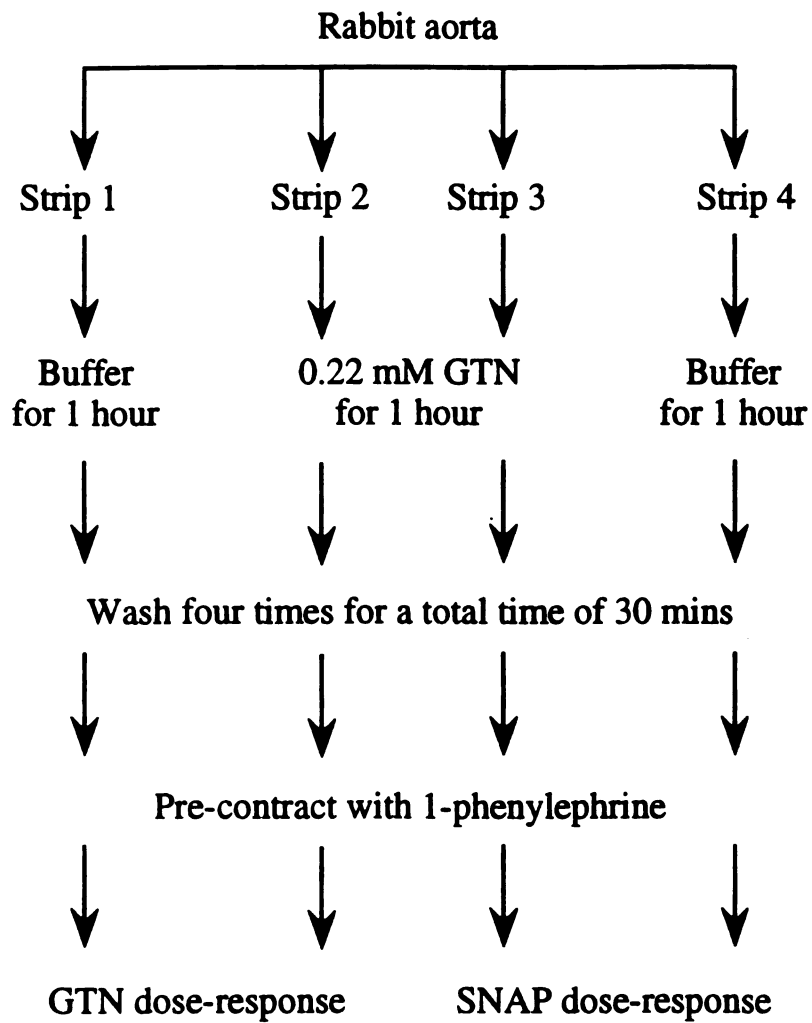 Rabbit aorta
Strip 1 Strip 2 Strip 3 Strip 4
Buffer 0.22 mM GTN Buffer
for 1 hour for 1 hour for 1 hour
Wash four times for a total time of 30 mins
Pre-contract with 1-phenylephrine
GTN dose-response SNAP dose-response